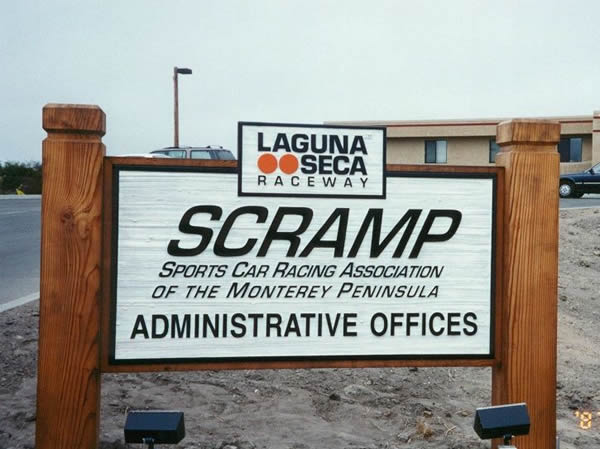 LAGUNA
SECA
RACEWAY
SCRAMP
SPORTS CAR RACING ASSOCIATION
OF THE MONTEREY PENINSULA
ADMINISTRATIVE OFFICES